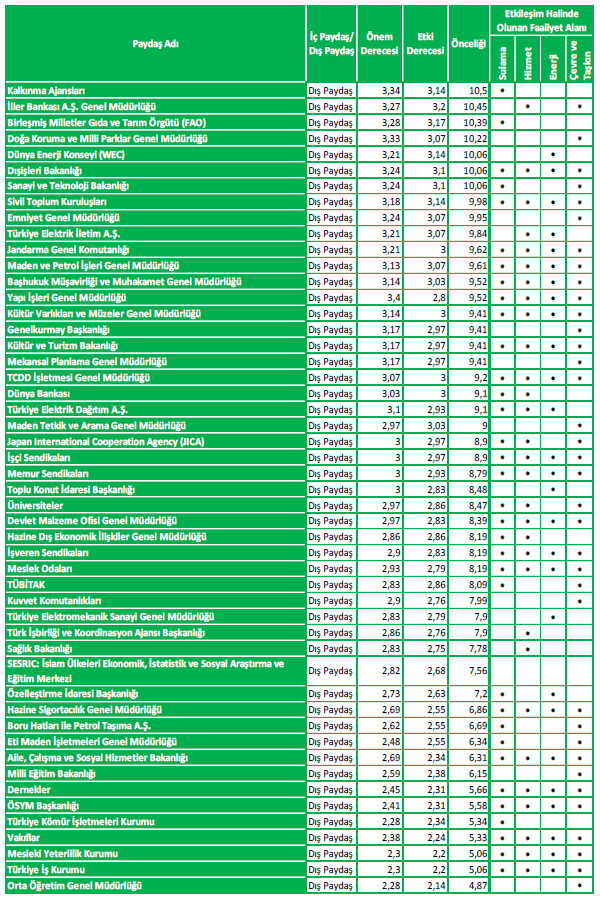 Paydaş Adı İç Paydaş/ Dış Paydaş Önem Derecesi Etki Derecesi Önceliği Etkileşim Halinde Olunan Faaliyet Alanı
Sulama Hizmet Enerji Çevre ve Taşkın
Kalkınma Ajansları Dış Paydaş 3,34 3,14 10,5 •
İller Bankası A.Ş. Genel Müdürlüğü Dış Paydaş 3,27 3,2 10,45 • •
Birleşmiş Milletler Gıda ve Tarım Örgütü (FAO) Dış Paydaş 3,28 3,17 10,39 •
Doğa Koruma ve Milli Parklar Genel Müdürlüğü Dış Paydaş 3,33 3,07 10,22 •
Dünya Enerji Konseyi (WEC) Dış Paydaş 3,21 3,14 10,06 •
Dışişleri Bakanlığı Dış Paydaş 3,24 3,1 10,06 • • • •
Sanayi ve Teknoloji Bakanlığı Dış Paydaş 3,24 3,1 10,06 • •
Sivil Toplum Kuruluşları Dış Paydaş 3,18 3,14 9,98 • • • •
Emniyet Genel Müdürlüğü Dış Paydaş 3,24 3,07 9,95 •
Türkiye Elektrik İletim A.Ş. Dış Paydaş 3,21 3,07 9,84 • •
Jandarma Genel Komutanlığı Dış Paydaş 3,21 3 9,62 • • • •
Maden ve Petrol İşleri Genel Müdürlüğü Dış Paydaş 3,13 3,07 9,61 • • • •
Başhukuk Müşavirliği ve Muhakamet Genel Müdürlüğü Dış Paydaş 3,14 3,03 9,52 • • • •
Yapı İşleri Genel Müdürlüğü Dış Paydaş 3,4 2,8 9,52 • • • •
Kültür Varlıkları ve Müzeler Genel Müdürlüğü Dış Paydaş 3,14 3 9,41 • • • •
Genelkurmay Başkanlığı Dış Paydaş 3,17 2,97 9,41 •
Kültür ve Turizm Bakanlığı Dış Paydaş 3,17 2,97 9,41 • • • •
Mekansal Planlama Genel Müdürlüğü Dış Paydaş 3,17 2,97 9,41 •
TCDD İşletmesi Genel Müdürlüğü Dış Paydaş 3,07 3 9,2 • • • •
Dünya Bankası Dış Paydaş 3,03 3 9,1 • •
Türkiye Elektrik Dağıtım A.Ş. Dış Paydaş 3,1 2,93 9,1 • • •
Maden Tetkik ve Arama Genel Müdürlüğü Dış Paydaş 2,97 3,03 9 •
Japan International Cooperation Agency (JICA) Dış Paydaş 3 2,97 8,9 • • •
İşçi Sendikaları Dış Paydaş 3 2,97 8,9 • • • •
Memur Sendikaları Dış Paydaş 3 2,93 8,79 • • • •
Toplu Konut İdaresi Başkanlığı Dış Paydaş 3 2,83 8,48 •
Üniversiteler Dış Paydaş 2,97 2,86 8,47 • • •
Devlet Malzeme Ofisi Genel Müdürlüğü Dış Paydaş 2,97 2,83 8,39 • • • •
Hazine Dış Ekonomik İlişkiler Genel Müdürlüğü Dış Paydaş 2,86 2,86 8,19 • •
İşveren Sendikaları Dış Paydaş 2,9 2,83 8,19 • • • •
Meslek Odaları Dış Paydaş 2,93 2,79 8,19 • • • •
TÜBİTAK Dış Paydaş 2,83 2,86 8,09 • •
Kuvvet Komutanlıkları Dış Paydaş 2,9 2,76 7,99 •
Türkiye Elektromekanik Sanayi Genel Müdürlüğü Dış Paydaş 2,83 2,79 7,9 •
Türk İşbirliği ve Koordinasyon Ajansı Başkanlığı Dış Paydaş 2,86 2,76 7,9 •
Sağlık Bakanlığı Dış Paydaş 2,83 2,75 7,78 •
SESRIC: İslam Ülkeleri Ekonomik, İstatistik ve Sosyal Araştırma ve
Eğitim Merkezi Dış Paydaş 2,82 2,68 7,56
Özelleştirme İdaresi Başkanlığı Dış Paydaş 2,73 2,63 7,2 • •
Hazine Sigortacılık Genel Müdürlüğü Dış Paydaş 2,69 2,55 6,86 • • • •
Boru Hatları ile Petrol Taşıma A.Ş. Dış Paydaş 2,62 2,55 6,69 • •
Eti Maden İşletmeleri Genel Müdürlüğü Dış Paydaş 2,48 2,55 6,34 • •
Aile, Çalışma ve Sosyal Hizmetler Bakanlığı Dış Paydaş 2,69 2,34 6,31 • • • •
Milli Eğitim Bakanlığı Dış Paydaş 2,59 2,38 6,15 •
Dernekler Dış Paydaş 2,45 2,31 5,66 • • • •
ÖSYM Başkanlığı Dış Paydaş 2,41 2,31 5,58 • • • •
Türkiye Kömür İşletmeleri Kurumu Dış Paydaş 2,28 2,34 5,34 •
Vakıflar Dış Paydaş 2,38 2,24 5,33 • • • •
Mesleki Yeterlilik Kurumu Dış Paydaş 2,3 2,2 5,06 • • • •
Türkiye İş Kurumu Dış Paydaş 2,3 2,2 5,06 • • • •
Orta Öğretim Genel Müdürlüğü Dış Paydaş 2,28 2,14 4,87 •